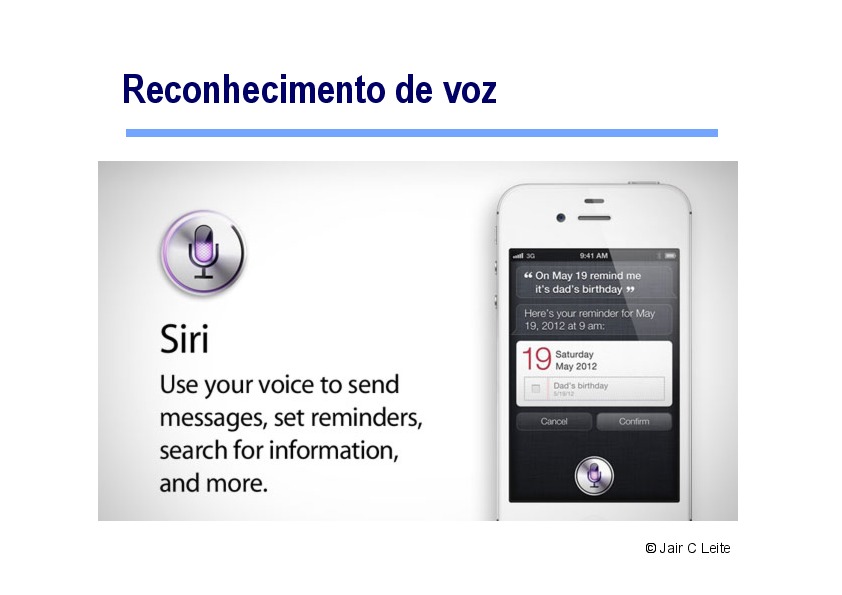 Reconhecimento de voz
Siri
Use your voice to send
messages, set reminders,
search for information,
and more.
3G
9:41 AM
“ On May 19 remind me
it's dad's birthday ”
Here's your reminder for May
19, 2012 at 9 am:
19
Saturday
May 2012
Dad's birthday
5/19/12
Cancel
Confirm
© Jair C Leite